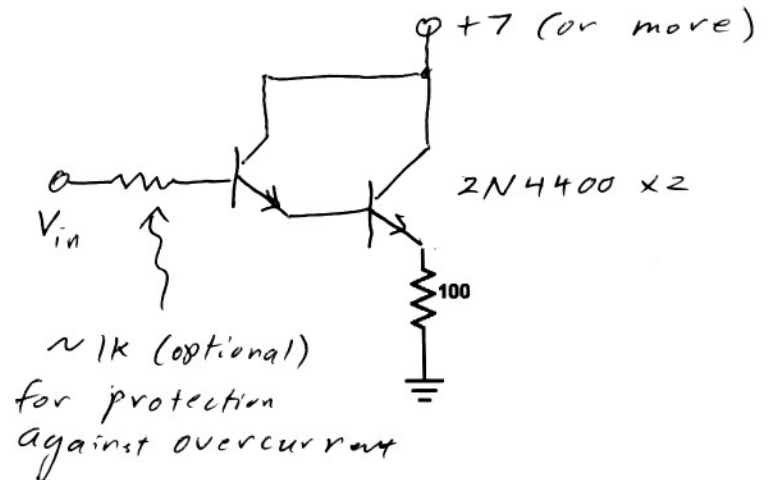 +7 (or more)
2N4400 x2
Vin
100
~1K (optional)
for protection
against overcurrent